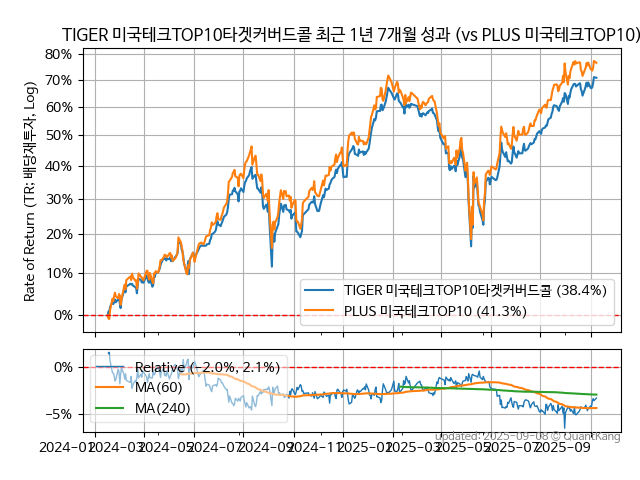 TIGER 미국테크TOP10타겟커버드콜 최근 1년 7개월 성과 (vs PLUS 미국테크TOP10)
Rate of Return (TR: 배당재투자, Log)
80%
70%
60%
50%
40%
30%
20%
10%
0%
TIGER 미국테크TOP10타겟커버드콜 (38.4%)
PLUS 미국테크TOP10 (41.3%)
0%
−5%
Relative (−2.0%, 2.1%)
MA(60)
MA(240)
2024-01 2024-03 2024-05 2024-07 2024-09 2024-11 2025-01 2025-03 2025-05 2025-07 2025-09
Updated: 2025-09-08 © QuantKang